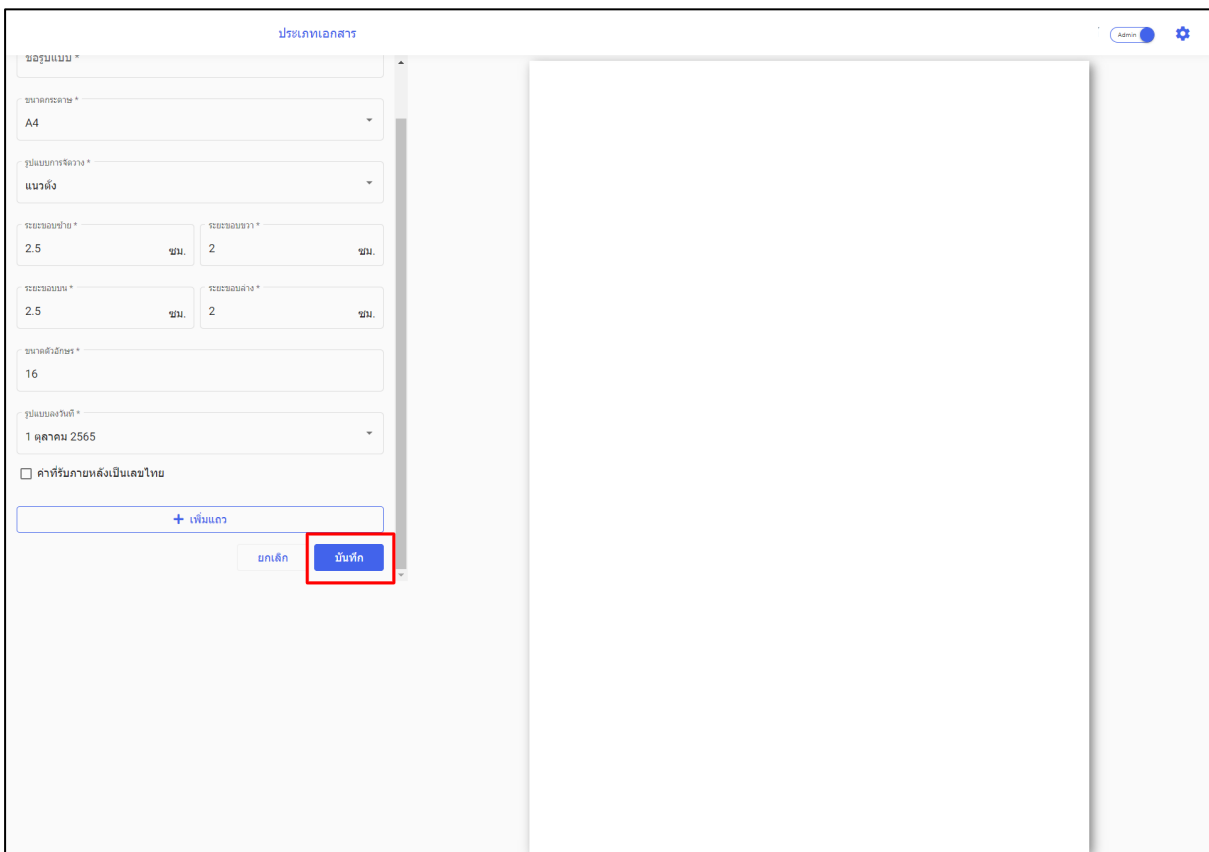 ประเภทเอกสาร
Admin
ชื่อรูปแบบ *
ขนาดกระดาษ *
A4
รูปแบบการจัดวาง *
แนวตั้ง
ระยะขอบซ้าย * ระยะขอบขวา *
2.5 ซม. 2 ซม.
ระยะขอบบน * ระยะขอบล่าง *
2.5 ซม. 2 ซม.
ขนาดตัวอักษร *
16
รูปแบบลงวันที่ *
1 ตุลาคม 2565
ค่าที่รับภายหลังเป็นเลขไทย
+ เพิ่มแถว
ยกเลิก บันทึก